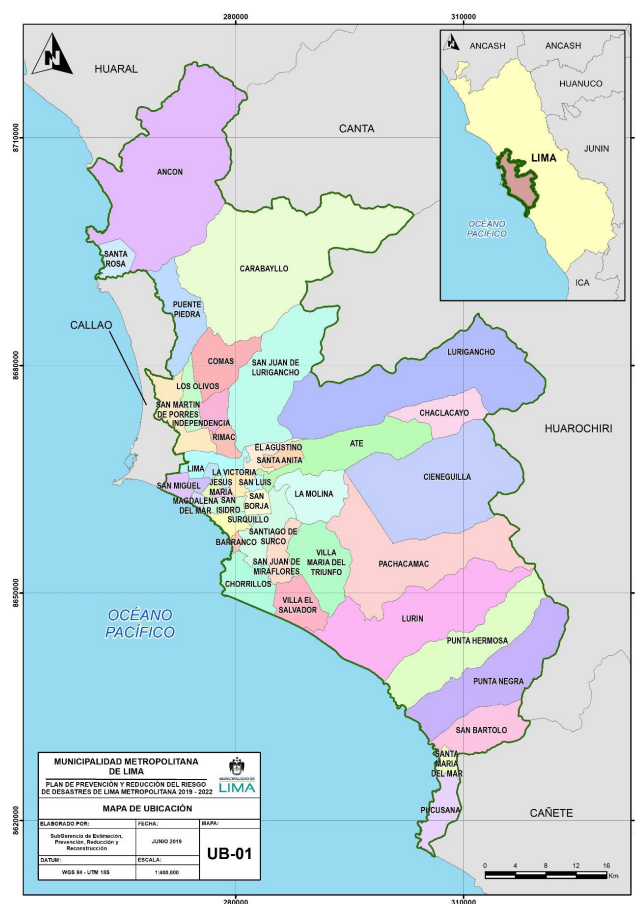 280000
310000
N
HUARAL
CANTA
ANCON
SANTA
ROSA
CARABAYLLO
PUENTE
PIEDRA
CALLAO
COMAS
SAN JUAN DE
LURIGANCHO
LURIGANCHO
LOS OLIVOS
CHACLACAYO
SAN MARTIN
DE PORRES
INDEPENDENCIA
HUAROCHIRI
RIMAC
EL AGUSTINO
ATE
SANTA ANITA
LIMA
LA VICTORIA
CIENEGUILLA
SAN MIGUEL
JESUS
MARIA
SAN LUIS
LA MOLINA
MAGDALENA
DEL MAR
SAN
ISIDRO
SAN
BORJA
SURQUILLO
BARRANCO
SANTIAGO DE
SURCO
VILLA
MARIA DEL
TRIUNFO
PACHACAMAC
SAN JUAN DE
MIRAFLORES
CHORRILLOS
VILLA EL
SALVADOR
LURIN
OCÉANO
PACÍFICO
PUNTA HERMOSA
PUNTA NEGRA
SAN BARTOLO
SANTA
MARIA
DEL MAR
PUCUSANA
CAÑETE
8710000
8680000
8650000
8620000
8710000
8680000
8650000
8620000
N
ANCASH
ANCASH
HUANUCO
LIMA
JUNIN
OCÉANO
PACÍFICO
ICA
MUNICIPALIDAD METROPOLITANA
DE LIMA
PLAN DE PREVENCIÓN Y REDUCCIÓN DEL RIESGO
DE DESASTRES DE LIMA METROPOLITANA 2019 - 2022
MUNICIPALIDAD DE
LIMA
MAPA DE UBICACIÓN
ELABORADO POR:
FECHA:
MAPA:
SubGerencia de Estimación,
Prevención, Reducción y
Reconstrucción
JUNIO 2019
UB-01
DATUM:
ESCALA:
WGS 84 - UTM 18S
1:400,000
0 4 8 12 16
Km
280000
310000